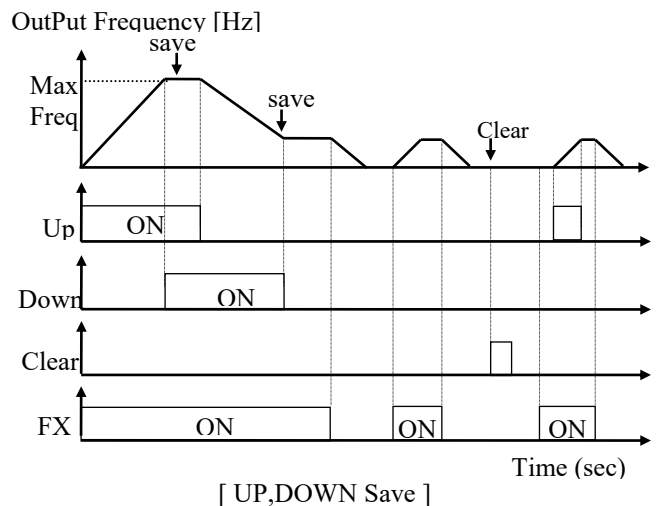 OutPut Frequency [Hz]
save
Max
Freq
save
Clear
Up
ON
Down
ON
Clear
FX
ON
ON
ON
Time (sec)
[ UP,DOWN Save ]